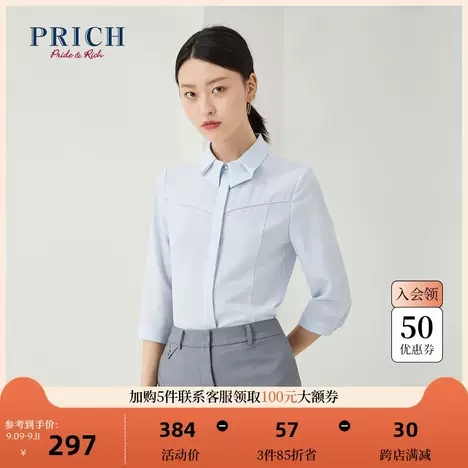 PRICH
Pride & Rich
入会领
50
优惠券
加购5件联系客服领取100元大额券
参考到手价:
9.09-9.11
¥ 297
384 - 57 - 30
活动价 3件85折省 跨店满减